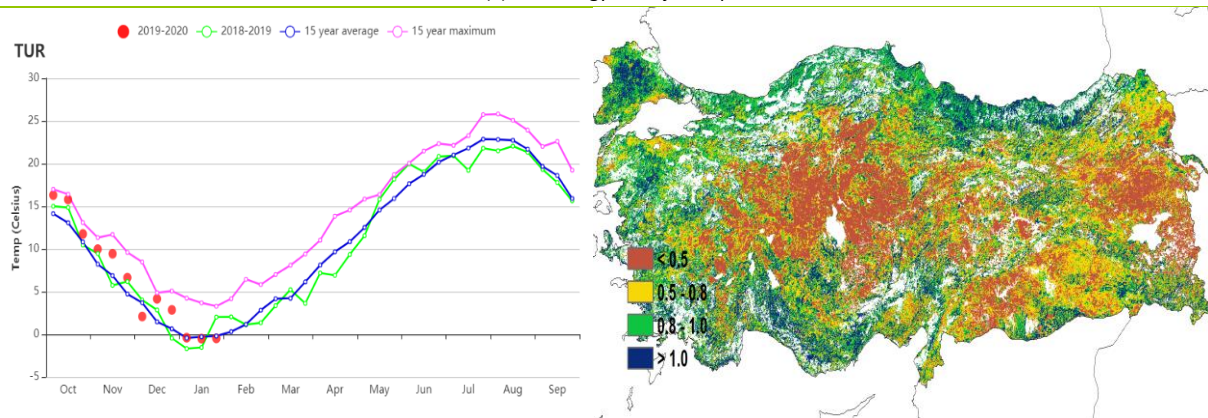 2019-2020 2018-2019 15 year average 15 year maximum
TUR
Temp (Celsius)
30
25
20
15
10
5
0
-5
Oct Nov Dec Jan Feb Mar Apr May Jun Jul Aug Sep
< 0.5
0.5 - 0.8
0.8 - 1.0
> 1.0